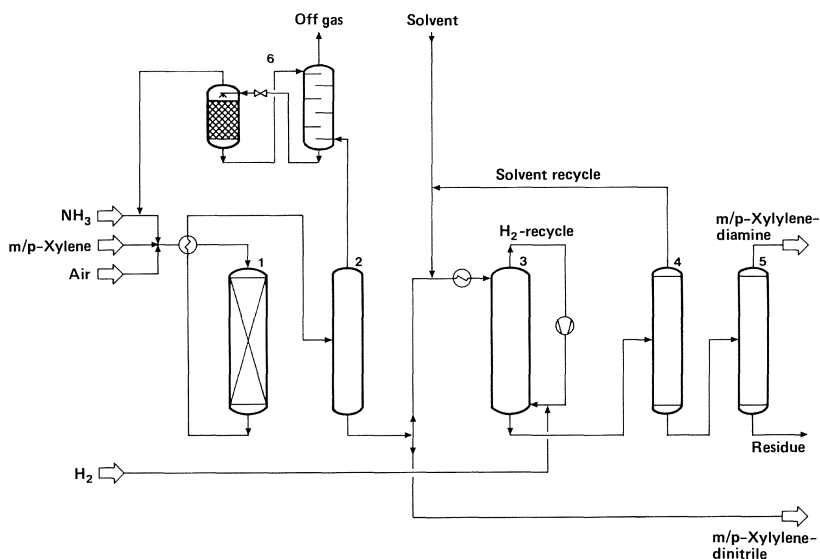 Off gas
Solvent
6
Solvent recycle
NH₃
m/p-Xylene
Air
H₂-recycle
m/p-Xylylene-
diamine
1
2
3
4
5
Residue
H₂
m/p-Xylylene-
dinitrile